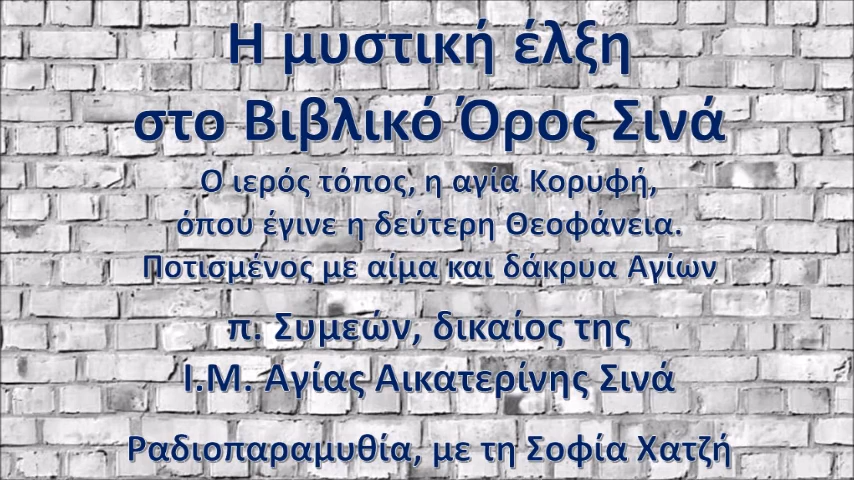 Η μυστική έλξη
στο Βιβλικό Όρος Σινά
Ο ιερός τόπος, η αγία Κορυφή,
όπου έγινε η δεύτερη Θεοφάνεια.
Ποτισμένος με αίμα και δάκρυα Αγίων
π. Συμεών, δικαίος της
Ι.Μ. Αγίας Αικατερίνης Σινά
Ραδιοπαραμυθία, με τη Σοφία Χατζή